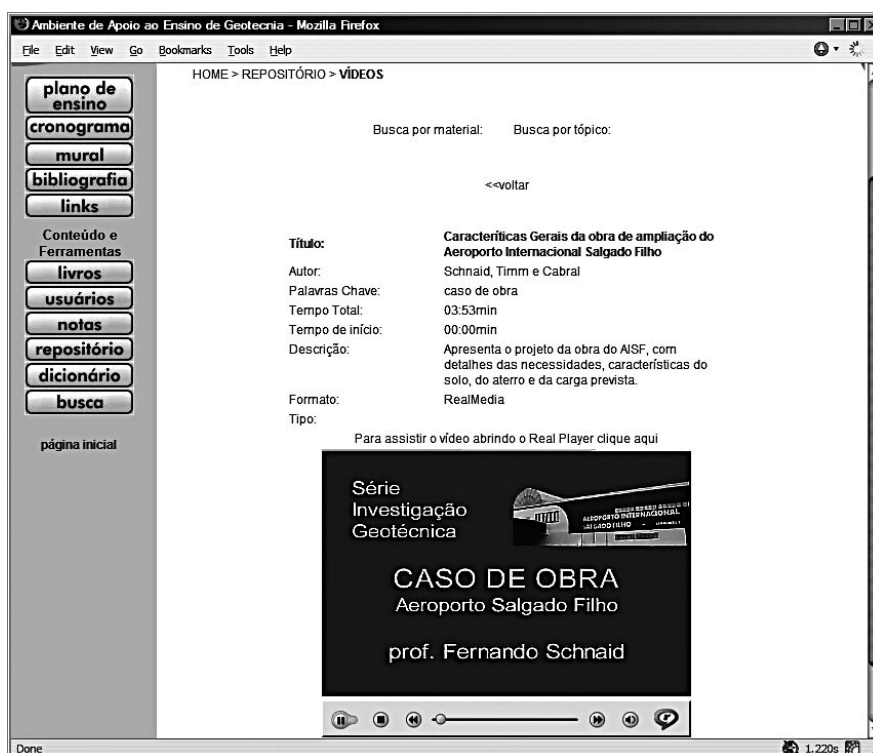 Ambiente de Apoio ao Ensino de Geotecnia - Mozilla Firefox
File Edit View Go Bookmarks Tools Help
HOME > REPOSITÓRIO > VÍDEOS
plano de
ensino
cronograma
mural
bibliografia
links
Conteúdo e
Ferramentas
livros
usuários
notas
repositório
dicionário
busca
página inicial
Busca por material: Busca por tópico:
<<voltar
Título: Características Gerais da obra de ampliação do
Aeroporto Internacional Salgado Filho
Autor: Schnaid, Timm e Cabral
Palavras Chave: caso de obra
Tempo Total: 03:53min
Tempo de início: 00:00min
Descrição: Apresenta o projeto da obra do AISF, com
detalhes das necessidades, características do
solo, do aterro e da carga prevista.
Formato: RealMedia
Tipo:
Para assistir o vídeo abrindo o Real Player clique aqui
Série
Investigação
Geotécnica
AEROPORTO INTERNACIONAL
SALGADO FILHO
CASO DE OBRA
Aeroporto Salgado Filho
prof. Fernando Schnaid
Done 1.220s